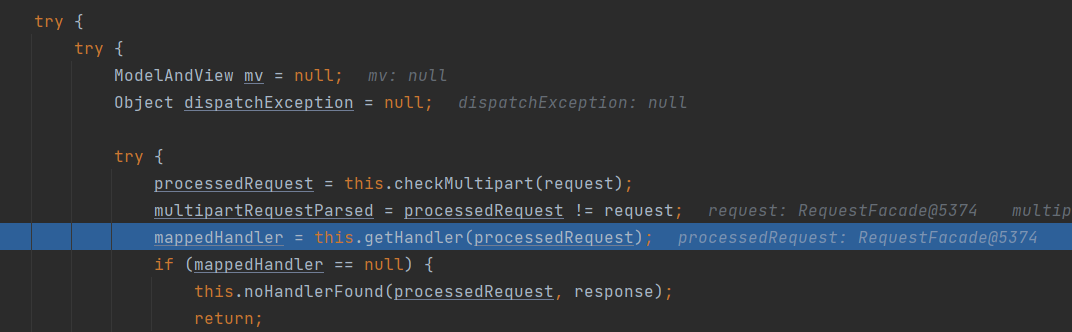 try {
try {
ModelAndView mv = null; mv: null
Object dispatchException = null; dispatchException: null
try {
processedRequest = this.checkMultipart(request);
multipartRequestParsed = processedRequest != request; request: RequestFacade@5374 multip
mappedHandler = this.getHandler(processedRequest); processedRequest: RequestFacade@5374
if (mappedHandler == null) {
this.noHandlerFound(processedRequest, response);
return;